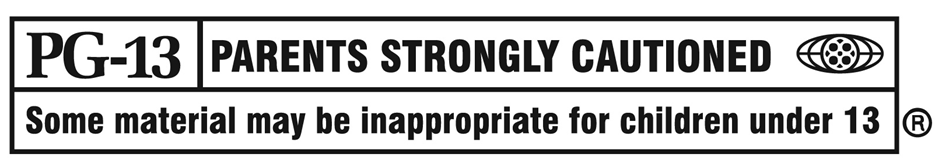 PG-13 PARENTS STRONGLY CAUTIONED
Some material may be inappropriate for children under 13 ®